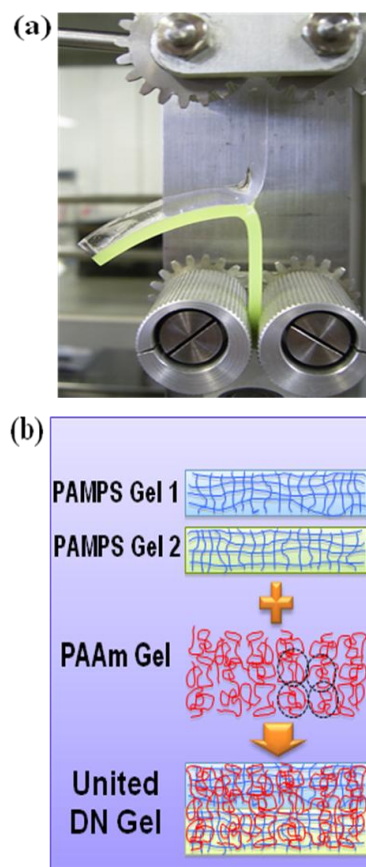 (a)
(b)
PAMPS Gel 1
PAMPS Gel 2
PAAm Gel
United
DN Gel